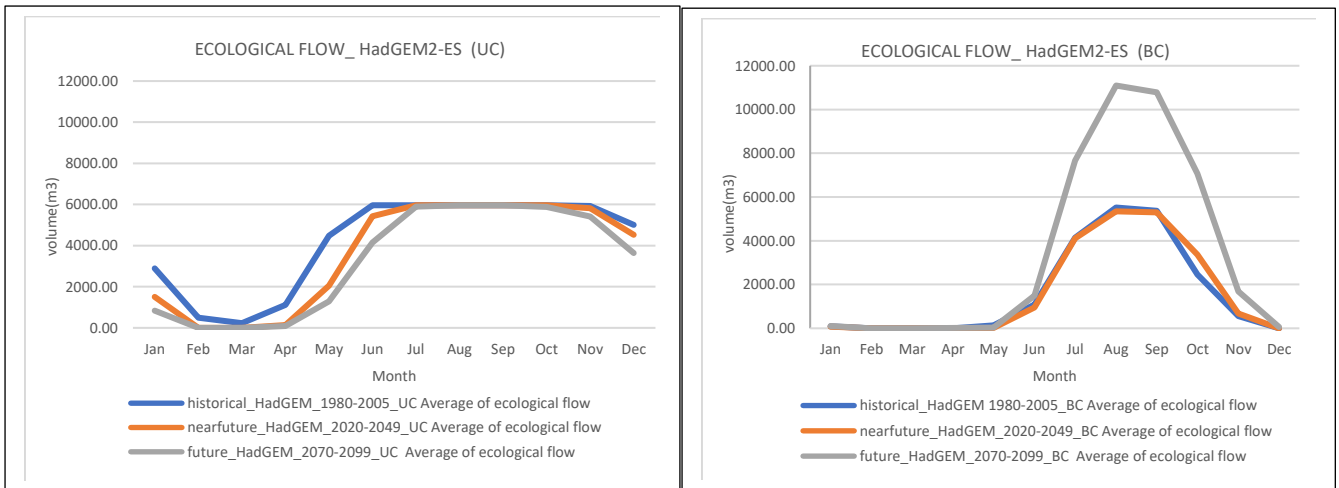 ECOLOGICAL FLOW_ HadGEM2-ES  (UC)
12000.00
10000.00
8000.00
6000.00
4000.00
2000.00
0.00
volume(m3)
Jan Feb Mar Apr May Jun Jul Aug Sep Oct Nov Dec
Month
historical_HadGEM_1980-2005_UC Average of ecological flow
nearfuture_HadGEM_2020-2049_UC Average of ecological flow
future_HadGEM_2070-2099_UC  Average of ecological flow
ECOLOGICAL FLOW_ HadGEM2-ES  (BC)
12000.00
10000.00
8000.00
6000.00
4000.00
2000.00
0.00
volume(m3)
Jan Feb Mar Apr May Jun Jul Aug Sep Oct Nov Dec
Month
historical_HadGEM 1980-2005_BC Average of ecological flow
nearfuture_HadGEM_2020-2049_BC Average of ecological flow
future_HadGEM_2070-2099_BC  Average of ecological flow